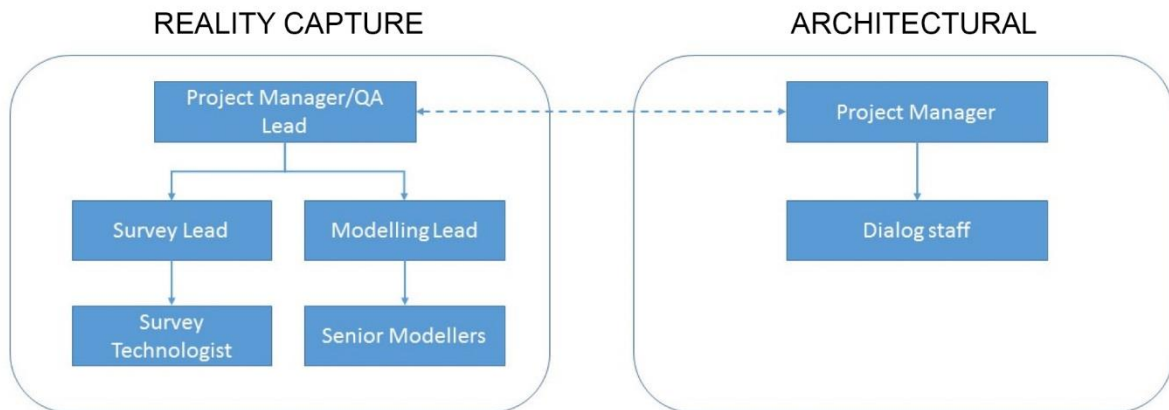 REALITY CAPTURE
ARCHITECTURAL
Project Manager/QA
Lead
Project Manager
Survey Lead
Modelling Lead
Dialog staff
Survey
Technologist
Senior Modellers